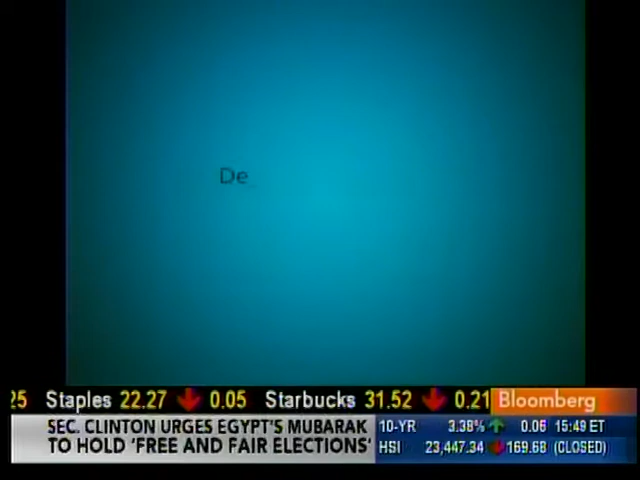 De
25 Staples 22.27 0.05 Starbucks 31.52 0.21 Bloomberg
SEC. CLINTON URGES EGYPT'S MUBARAK
TO HOLD 'FREE AND FAIR ELECTIONS'
10-YR 3.38% 0.06 15:49 ET
HSI 23,447.34 169.68 (CLOSED)